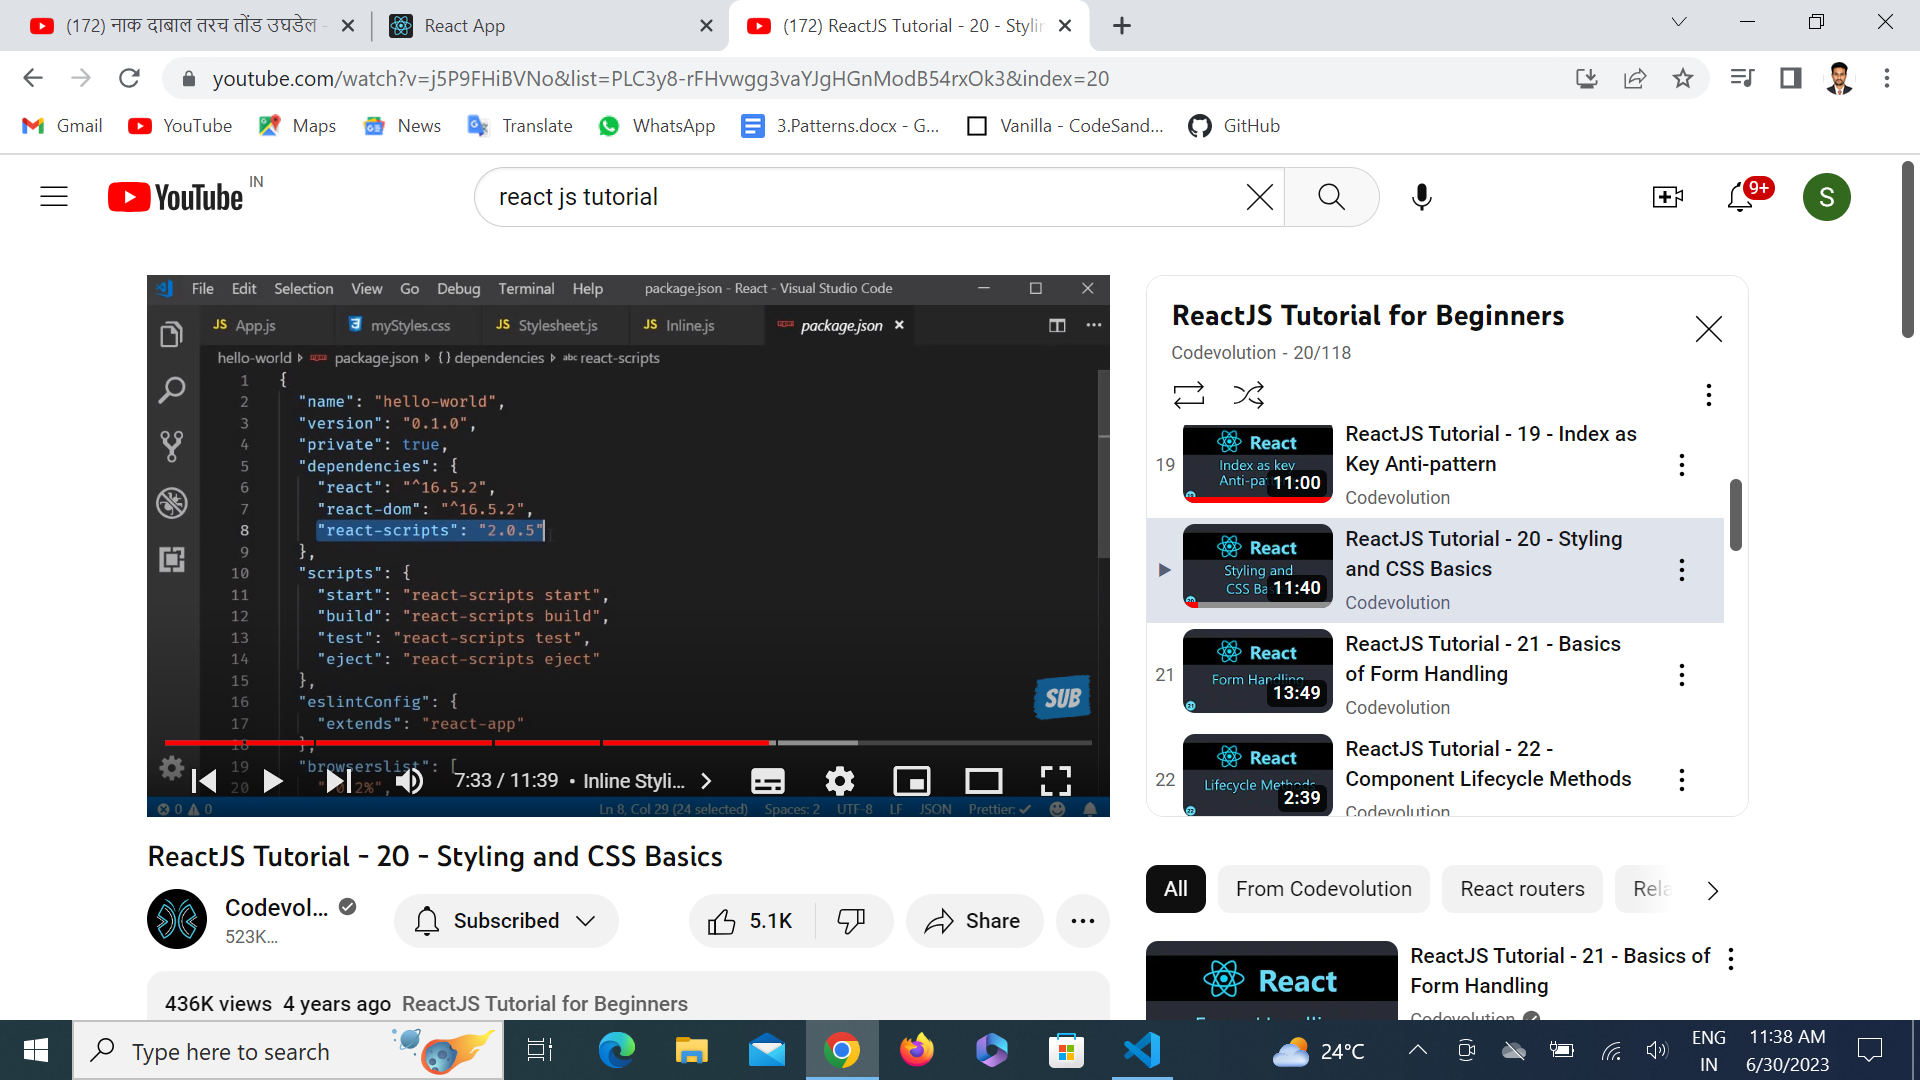 (172) नाक दाबाल तरच तोंड उघडेल -
React App
(172) ReactJS Tutorial - 20 - Stylin
youtube.com/watch?v=j5P9FHiBVNo&list=PLC3y8-rFHvwgg3vaYJgHGnModB54rxOk3&index=20
Gmail
YouTube
Maps
News
Translate
WhatsApp
3.Patterns.docx - G...
Vanilla - CodeSand...
GitHub
YouTube IN
react js tutorial
9+
S
File Edit Selection View Go Debug Terminal Help package.json - React - Visual Studio Code
JS App.js
myStyles.css
JS Stylesheet.js
JS Inline.js
package.json
hello-world package.json {} dependencies abc react-scripts
1 {
2 "name": "hello-world",
3 "version": "0.1.0",
4 "private": true,
5 "dependencies": {
6 "react": "^16.5.2",
7 "react-dom": "^16.5.2",
8 "react-scripts": "2.0.5"
9 },
10 "scripts": {
11 "start": "react-scripts start",
12 "build": "react-scripts build",
13 "test": "react-scripts test",
14 "eject": "react-scripts eject"
15 },
16 "eslintConfig": {
17 "extends": "react-app"
18 },
19 "browserslist": [
20
SUB
7:33 / 11:39 • Inline Styli...
0 0 Ln 8, Col 29 (24 selected) Spaces: 2 UTF-8 LF JSON Prettier: ✓
ReactJS Tutorial - 20 - Styling and CSS Basics
Codevol...
523K...
Subscribed
5.1K
Share
436K views 4 years ago ReactJS Tutorial for Beginners
ReactJS Tutorial for Beginners
Codevolution - 20/118
19
React
Index as key
11:00
ReactJS Tutorial - 19 - Index as
Key Anti-pattern
Codevolution
React
Styling and
11:40
ReactJS Tutorial - 20 - Styling
and CSS Basics
Codevolution
21
React
Form Handling
13:49
ReactJS Tutorial - 21 - Basics
of Form Handling
Codevolution
22
React
Lifecycle Methods
2:39
ReactJS Tutorial - 22 -
Component Lifecycle Methods
Codevolution
All
From Codevolution
React routers
Rela
React
ReactJS Tutorial - 21 - Basics of
Form Handling
Codevolution
Type here to search
24°C
ENG
IN
11:38 AM
6/30/2023